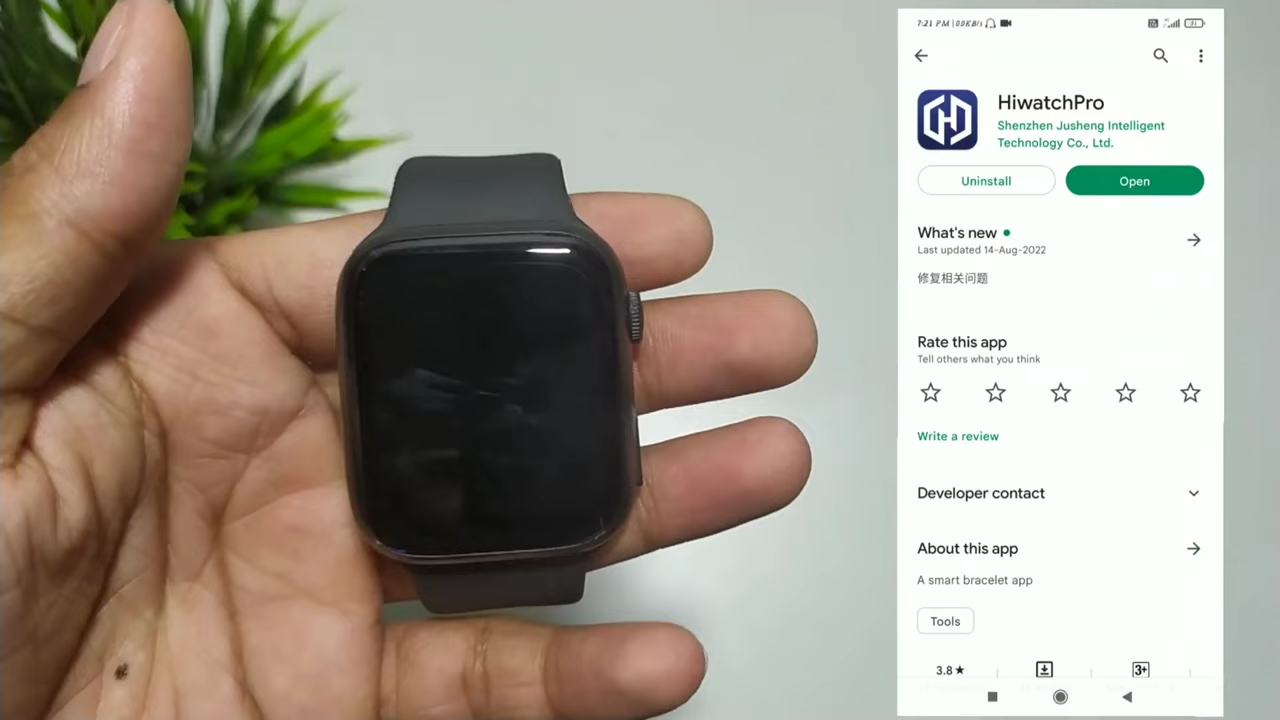 7:21 PM | 0.0KB/s
HiwatchPro
Shenzhen Jusheng Intelligent
Technology Co., Ltd.
Uninstall
Open
What's new
Last updated 14-Aug-2022
修复相关问题
Rate this app
Tell others what you think
Write a review
Developer contact
About this app
A smart bracelet app
Tools
3.8★
3+